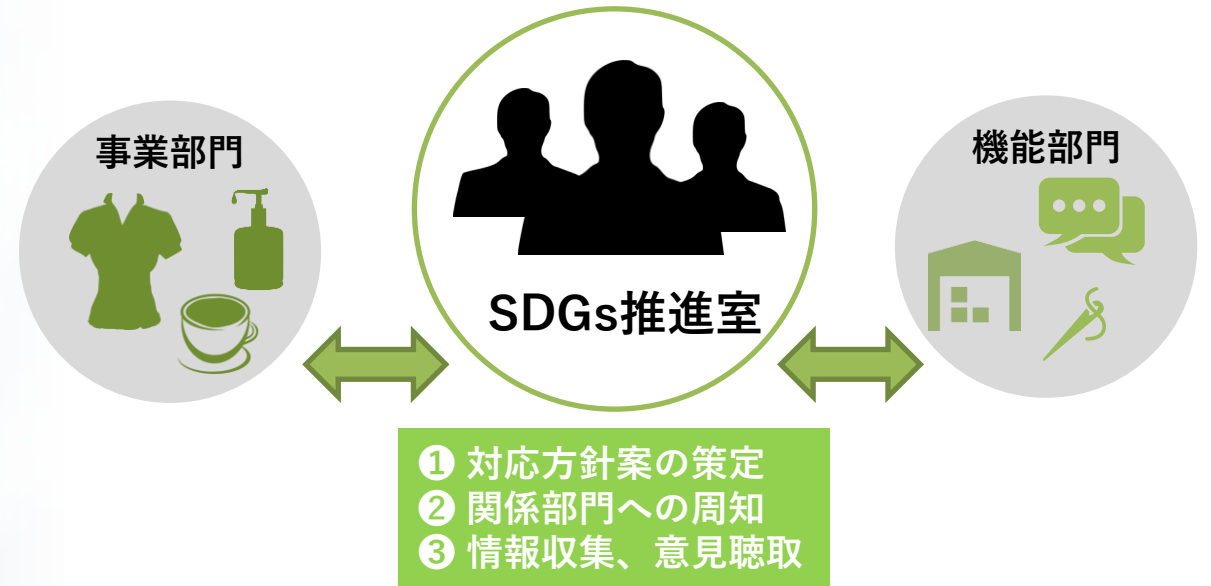 事業部門
機能部門
SDGs推進室
❶ 対応方針案の策定
❷ 関係部門への周知
❸ 情報収集、意見聴取